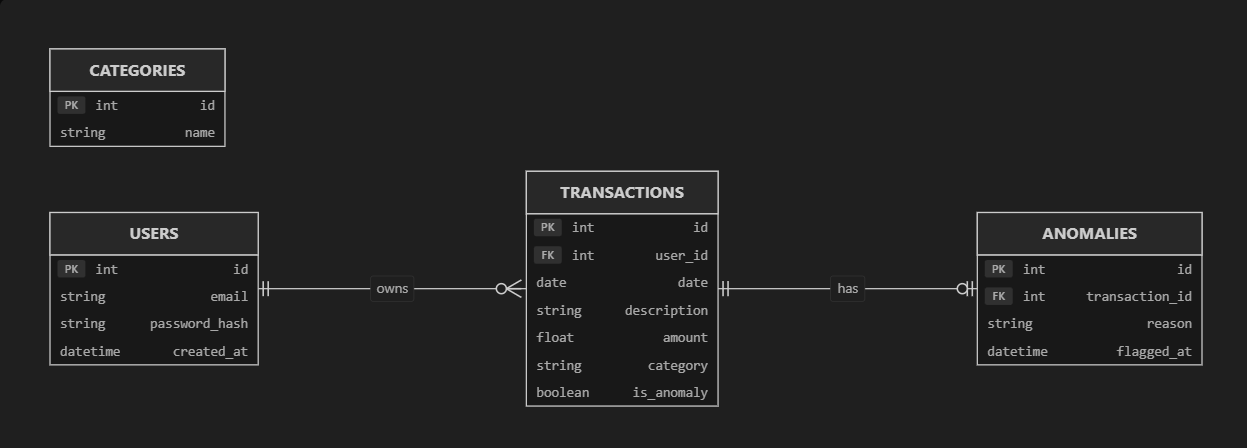 CATEGORIES
PK int id
string name
USERS
PK int id
string email
string password_hash
datetime created_at
owns
TRANSACTIONS
PK int id
FK int user_id
date date
string description
float amount
string category
boolean is_anomaly
has
ANOMALIES
PK int id
FK int transaction_id
string reason
datetime flagged_at